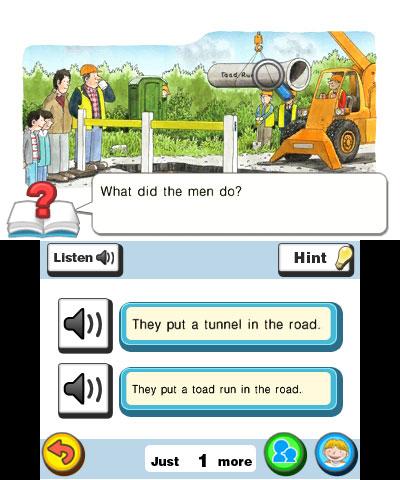 Toad Run
What did the men do?
?
Listen
Hint
They put a tunnel in the road.
They put a toad run in the road.
Just 1 more